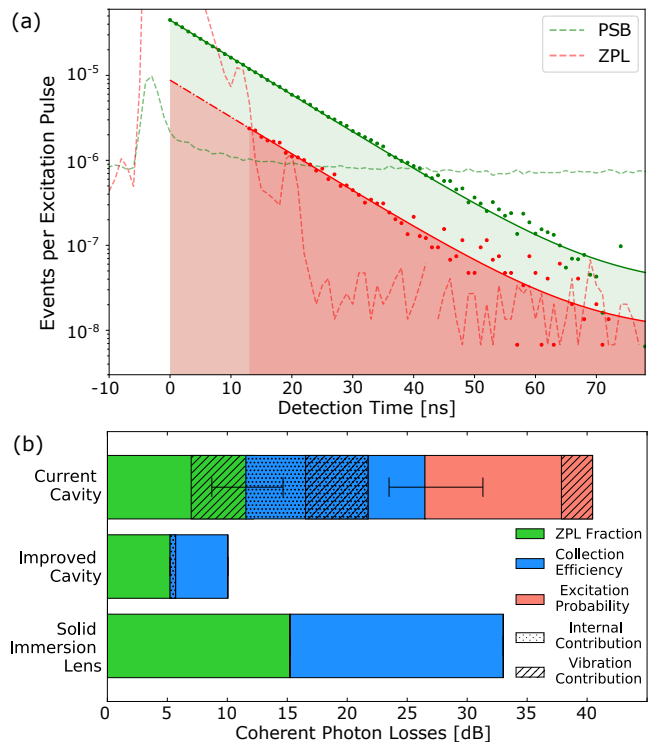 (a)
PSB
ZPL
Events per Excitation Pulse
10⁻⁵
10⁻⁶
10⁻⁷
10⁻⁸
-10 0 10 20 30 40 50 60 70
Detection Time [ns]
(b)
Current
Cavity
Improved
Cavity
Solid
Immersion
Lens
ZPL Fraction
Collection
Efficiency
Excitation
Probability
Internal
Contribution
Vibration
Contribution
0 5 10 15 20 25 30 35 40
Coherent Photon Losses [dB]